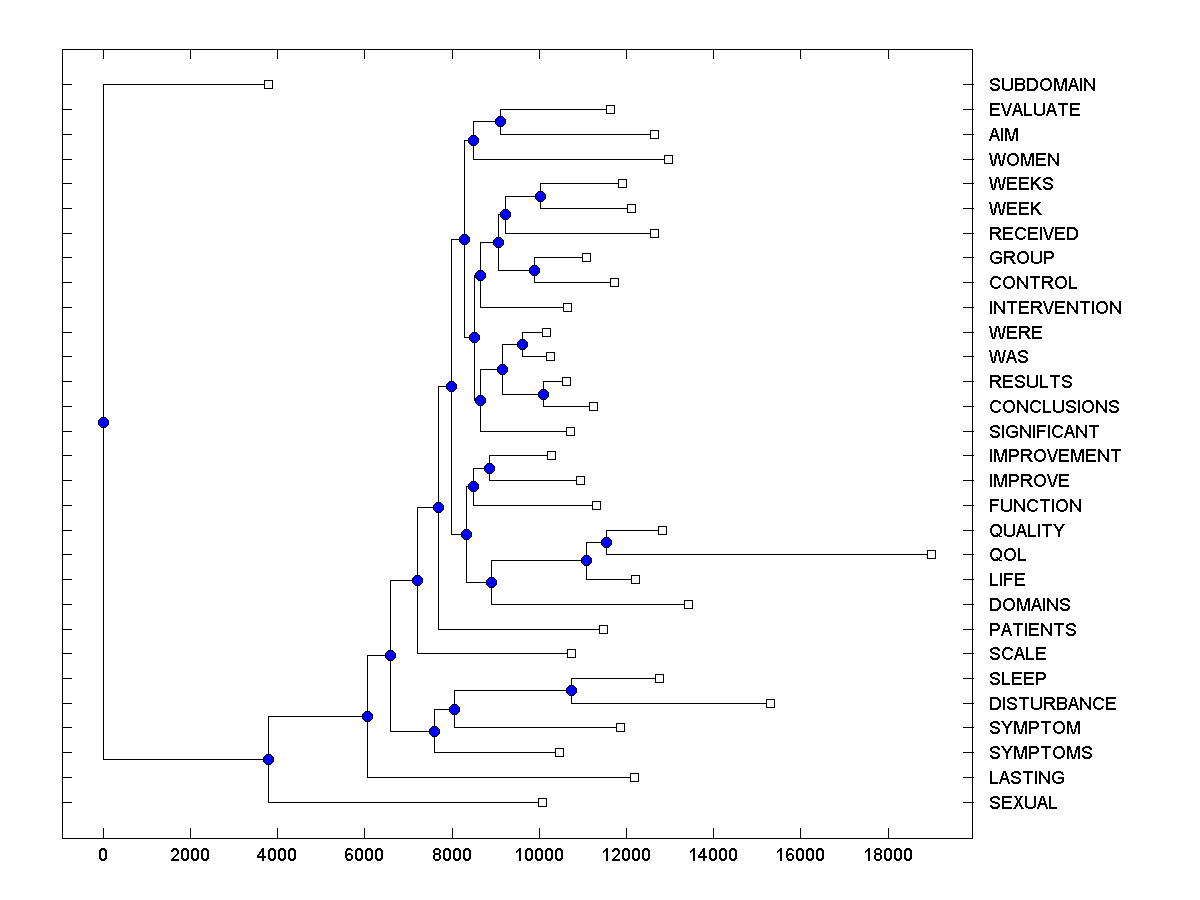 SUBDOMAIN
EVALUATE
AIM
WOMEN
WEEKS
WEEK
RECEIVED
GROUP
CONTROL
INTERVENTION
WERE
WAS
RESULTS
CONCLUSIONS
SIGNIFICANT
IMPROVEMENT
IMPROVE
FUNCTION
QUALITY
QOL
LIFE
DOMAINS
PATIENTS
SCALE
SLEEP
DISTURBANCE
SYMPTOM
SYMPTOMS
LASTING
SEXUAL
0 2000 4000 6000 8000 10000 12000 14000 16000 18000